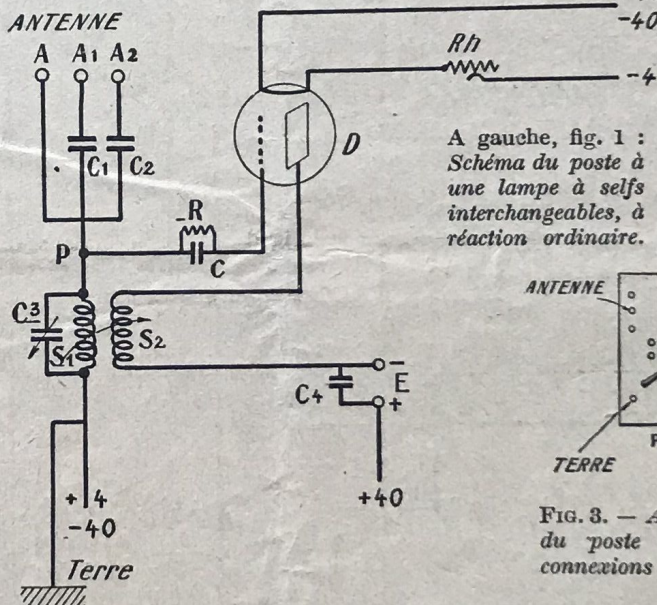 ANTENNE
A A1 A2
C1 C2
-40
Rh
-4
D
A gauche, fig. 1 :
Schéma du poste à
une lampe à selfs
interchangeables, à
réaction ordinaire.
R
P
C
ANTENNE
C3
S1
S2
−
E
C4
+
TERRE
+ 4
-40
+40
FIG. 3. —
du poste
connexions
Terre